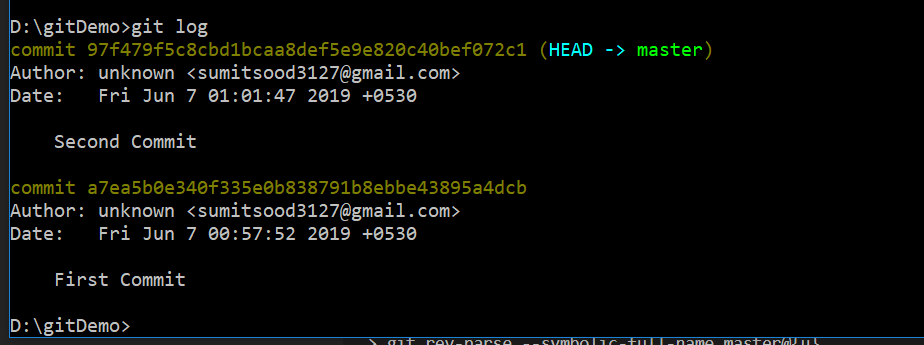 D:\gitDemo>git log
commit 97f479f5c8cbd1bcaa8def5e9e820c40bef072c1 (HEAD -> master)
Author: unknown <sumitsood3127@gmail.com>
Date:   Fri Jun 7 01:01:47 2019 +0530
    Second Commit
commit a7ea5b0e340f335e0b838791b8ebbe43895a4dcb
Author: unknown <sumitsood3127@gmail.com>
Date:   Fri Jun 7 00:57:52 2019 +0530
    First Commit
D:\gitDemo>
> git rev-parse --symbolic-full-name master@{u}